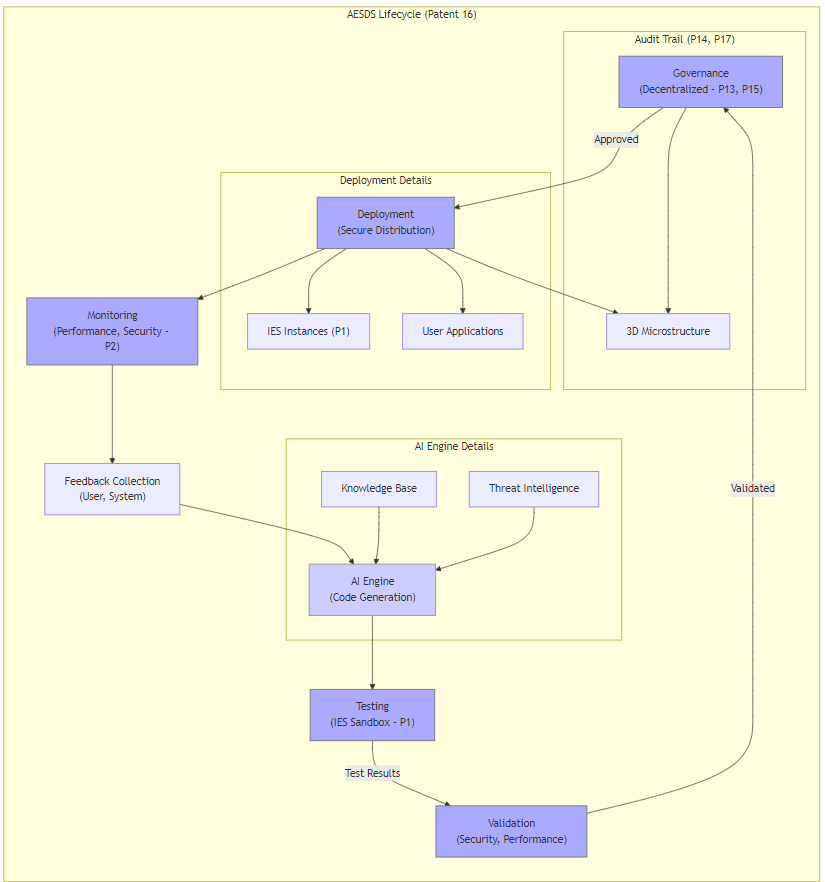 AESDS Lifecycle (Patent 16)
Audit Trail (P14, P17)
Governance
(Decentralized - P13, P15)
Approved
Deployment Details
Deployment
(Secure Distribution)
Monitoring
(Performance, Security -
P2)
IES Instances (P1)
User Applications
3D Microstructure
AI Engine Details
Feedback Collection
(User, System)
Knowledge Base
Threat Intelligence
Validated
AI Engine
(Code Generation)
Testing
(IES Sandbox - P1)
Test Results
Validation
(Security, Performance)